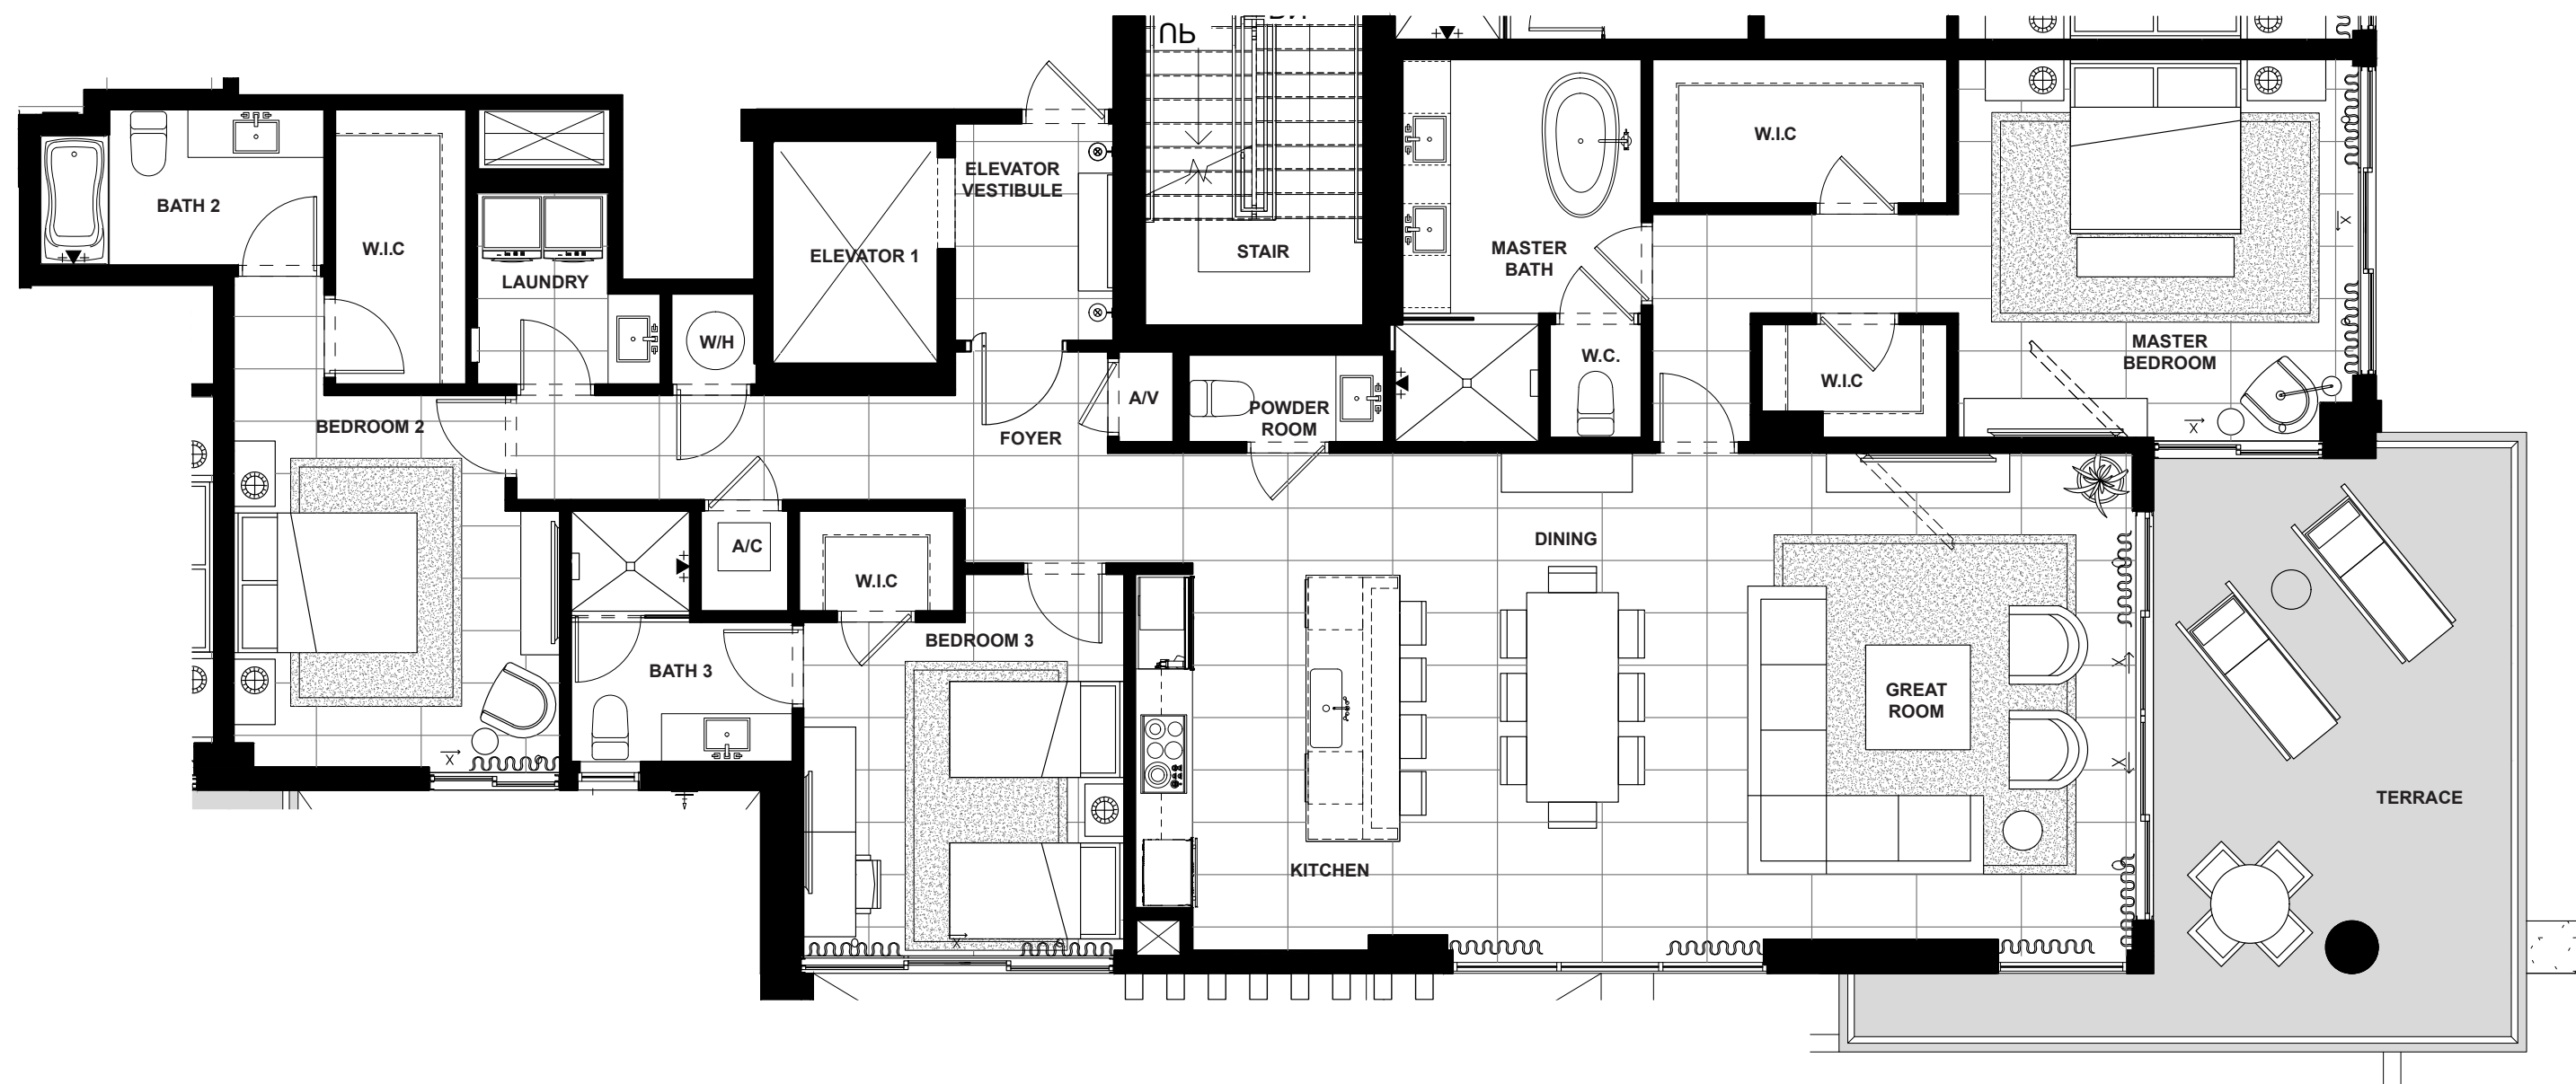 UP
ELEVATOR
VESTIBULE
BATH 2
W.I.C
LAUNDRY
W/H
ELEVATOR 1
STAIR
MASTER
BATH
W.I.C
W.C.
W.I.C
MASTER
BEDROOM
BEDROOM 2
FOYER
A/V
POWDER
ROOM
A/C
W.I.C
DINING
BATH 3
BEDROOM 3
GREAT
ROOM
KITCHEN
TERRACE
X
X
X
X
X
X